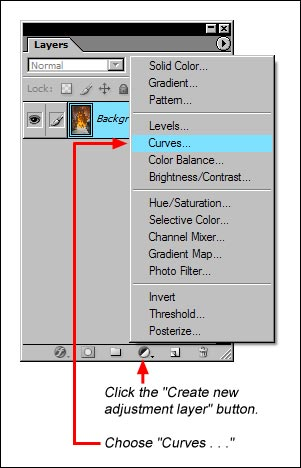 Layers
Normal
Solid Color...
Gradient...
Pattern...
Lock:
Levels...
Backgr
Curves...
Color Balance...
Brightness/Contrast...
Hue/Saturation...
Selective Color...
Channel Mixer...
Gradient Map...
Photo Filter...
Invert
Threshold...
Posterize...
Click the "Create new
adjustment layer" button.
Choose "Curves . . ."